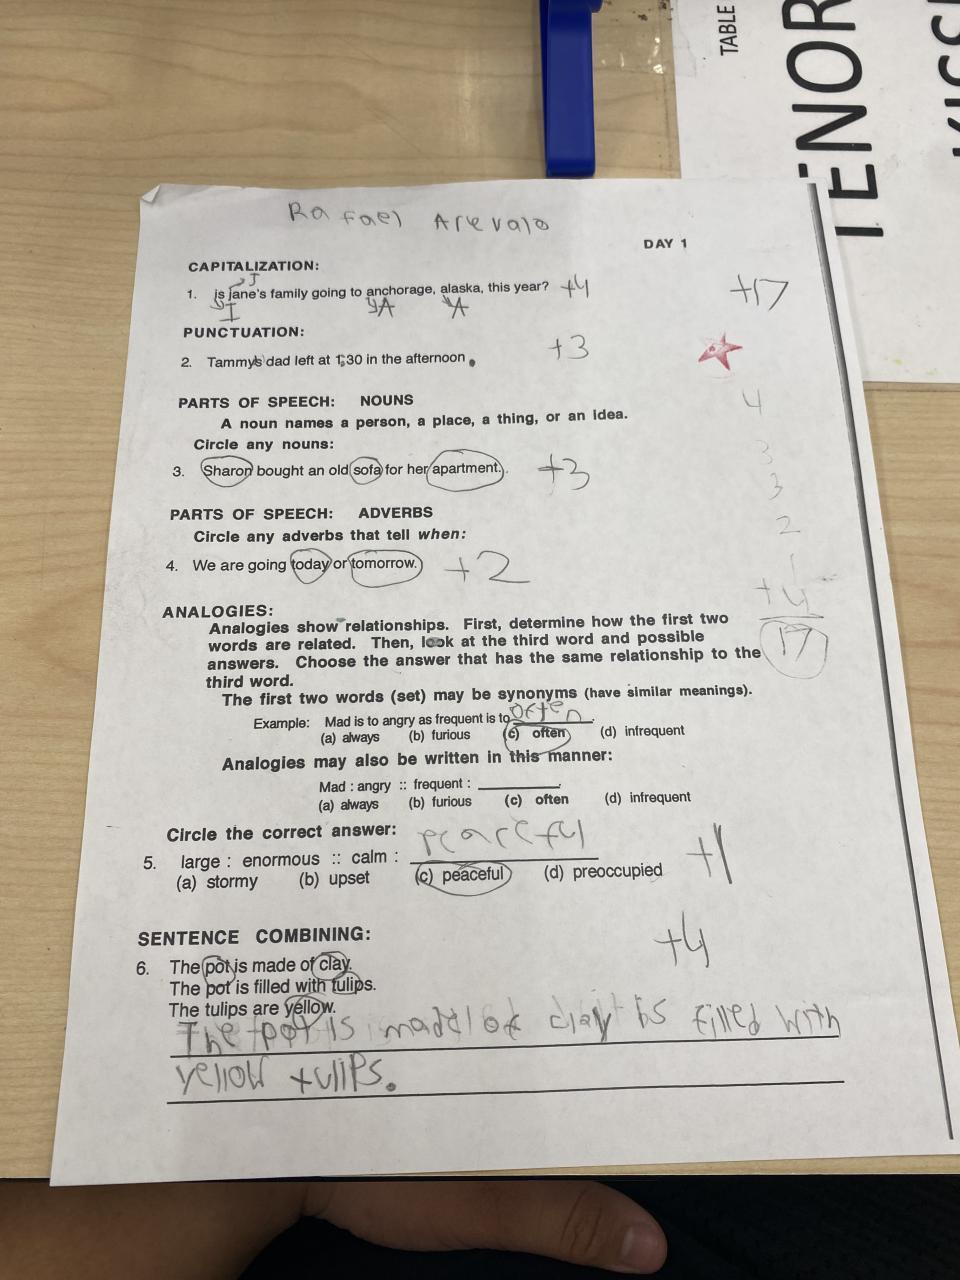 TABLE
TENOR
Rafael Arevalo
DAY 1
CAPITALIZATION:
J
1. is jane's family going to anchorage, alaska, this year? +4
I A A
+17
PUNCTUATION:
2. Tammy's dad left at 1:30 in the afternoon. +3
PARTS OF SPEECH: NOUNS
A noun names a person, a place, a thing, or an idea.
Circle any nouns:
3. Sharon bought an old sofa for her apartment. +3
PARTS OF SPEECH: ADVERBS
Circle any adverbs that tell when:
4. We are going today or tomorrow. +2
4
3
3
2
1
+4
17
ANALOGIES:
Analogies show relationships. First, determine how the first two
words are related. Then, look at the third word and possible
answers. Choose the answer that has the same relationship to the
third word.
The first two words (set) may be synonyms (have similar meanings).
Example: Mad is to angry as frequent is to often.
(a) always (b) furious (c) often (d) infrequent
Analogies may also be written in this manner:
Mad : angry :: frequent : ________.
(a) always (b) furious (c) often (d) infrequent
Circle the correct answer:
5. large : enormous :: calm : peaceful
(a) stormy (b) upset (c) peaceful (d) preoccupied +1
SENTENCE COMBINING: +4
6. The pot is made of clay.
The pot is filled with tulips.
The tulips are yellow.
The pot is made of clay is filled with
yellow tulips.